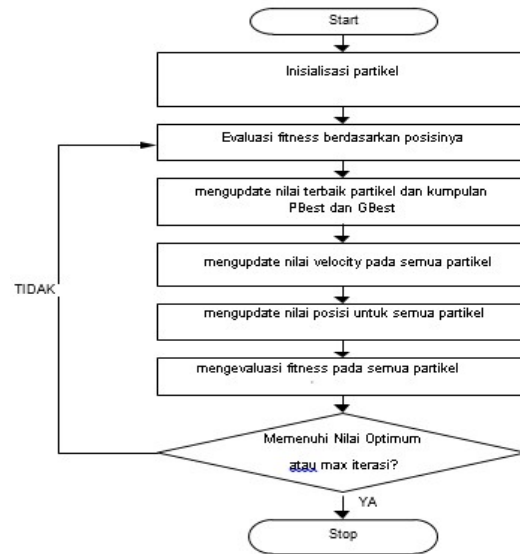 Start
Inisialisasi partikel
Evaluasi fitness berdasarkan posisinya
mengupdate nilai terbaik partikel dan kumpulan
PBest dan GBest
mengupdate nilai velocity pada semua partikel
TIDAK
mengupdate nilai posisi untuk semua partikel
mengevaluasi fitness pada semua partikel
Memenuhi Nilai Optimum
atau max iterasi?
YA
Stop